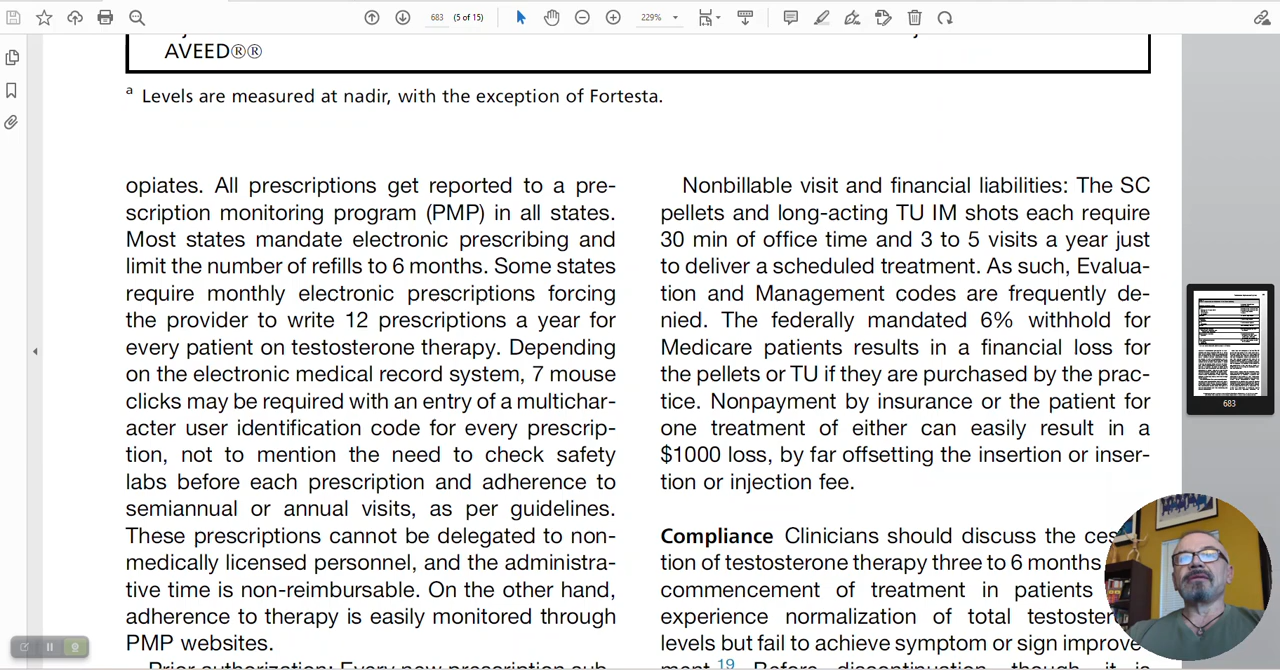 683 (5 of 15)
229%
AVEED®®
a Levels are measured at nadir, with the exception of Fortesta.
opiates. All prescriptions get reported to a pre-
scription monitoring program (PMP) in all states.
Most states mandate electronic prescribing and
limit the number of refills to 6 months. Some states
require monthly electronic prescriptions forcing
the provider to write 12 prescriptions a year for
every patient on testosterone therapy. Depending
on the electronic medical record system, 7 mouse
clicks may be required with an entry of a multichar-
acter user identification code for every prescrip-
tion, not to mention the need to check safety
labs before each prescription and adherence to
semiannual or annual visits, as per guidelines.
These prescriptions cannot be delegated to non-
medically licensed personnel, and the administra-
tive time is non-reimbursable. On the other hand,
adherence to therapy is easily monitored through
PMP websites.
Prior authorization: Every new prescription sub-
Nonbillable visit and financial liabilities: The SC
pellets and long-acting TU IM shots each require
30 min of office time and 3 to 5 visits a year just
to deliver a scheduled treatment. As such, Evalua-
tion and Management codes are frequently de-
nied. The federally mandated 6% withhold for
Medicare patients results in a financial loss for
the pellets or TU if they are purchased by the prac-
tice. Nonpayment by insurance or the patient for
one treatment of either can easily result in a
$1000 loss, by far offsetting the insertion or inser-
tion or injection fee.
Compliance Clinicians should discuss the
tion of testosterone therapy three to 6 months
commencement of treatment in patients
experience normalization of total
levels but fail to achieve symptom or sign improve-
ment.19 Before discontinuation, though it is
683